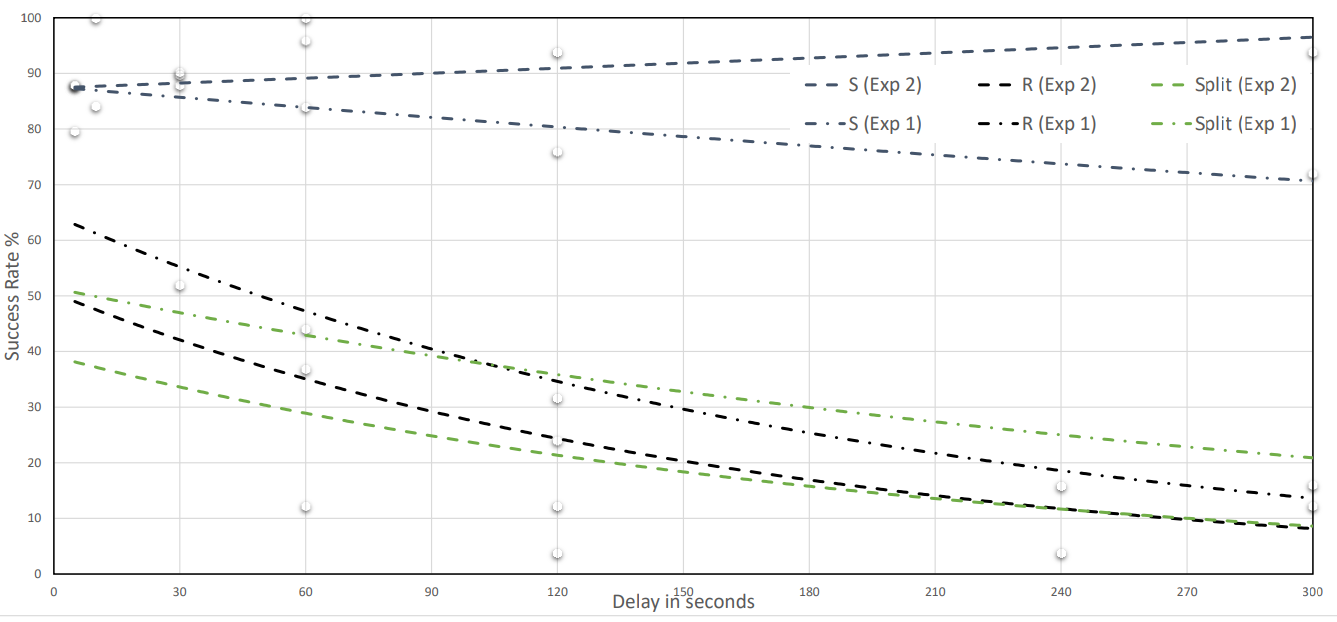 100
90
80
70
60
50
40
30
20
10
0
Success Rate %
S (Exp 2) R (Exp 2) Split (Exp 2)
S (Exp 1) R (Exp 1) Split (Exp 1)
0 30 60 90 120 150 180 210 240 270 300
Delay in seconds